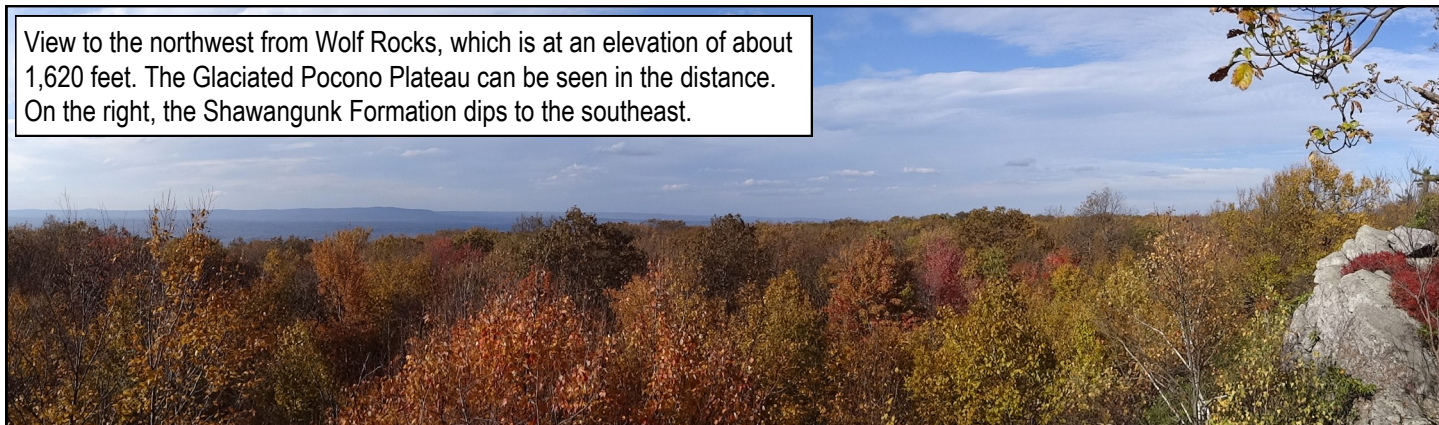 View to the northwest from Wolf Rocks, which is at an elevation of about
1,620 feet. The Glaciated Pocono Plateau can be seen in the distance.
On the right, the Shawangunk Formation dips to the southeast.